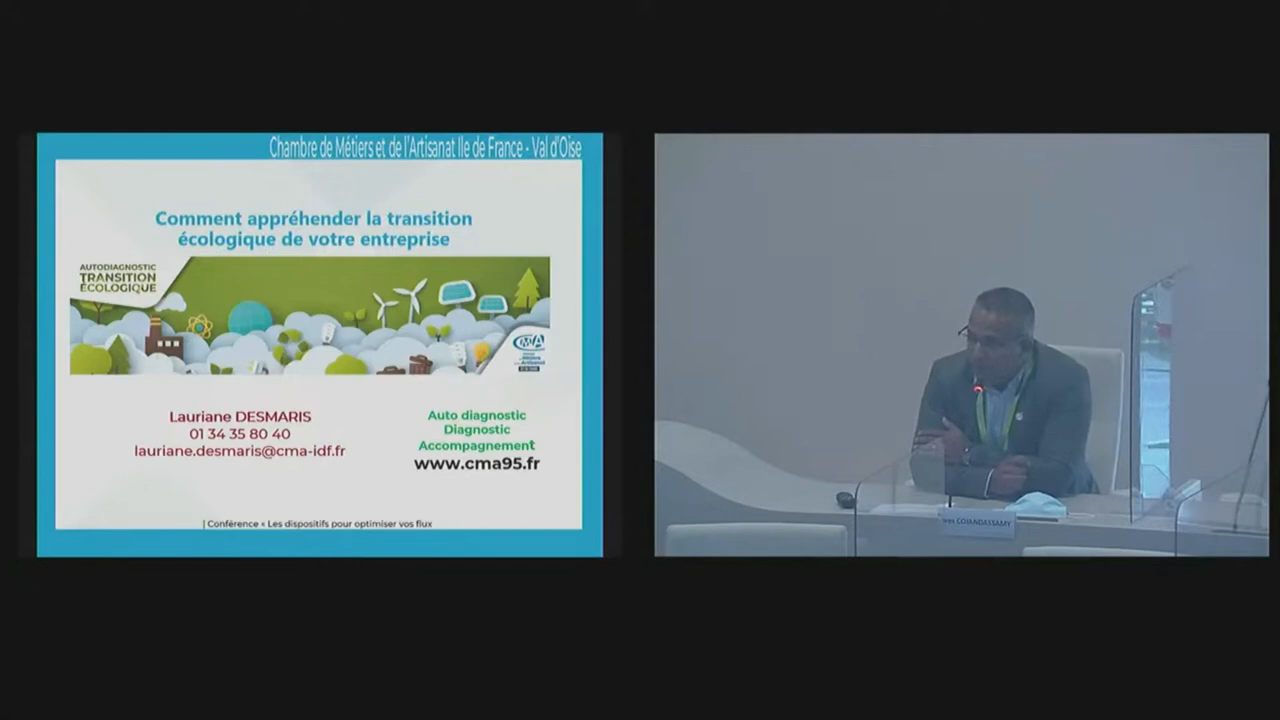 Chambre de Métiers et de l'Artisanat Ile de France - Val d'Oise
Comment appréhender la transition
écologique de votre entreprise
AUTODIAGNOSTIC
TRANSITION
ÉCOLOGIQUE
CMA
Lauriane DESMARIS
01 34 35 80 40
lauriane.desmaris@cma-idf.fr
Auto diagnostic
Diagnostic
Accompagnement
www.cma95.fr
| Conférence « Les dispositifs pour optimiser vos flux
COJANDASSAMY